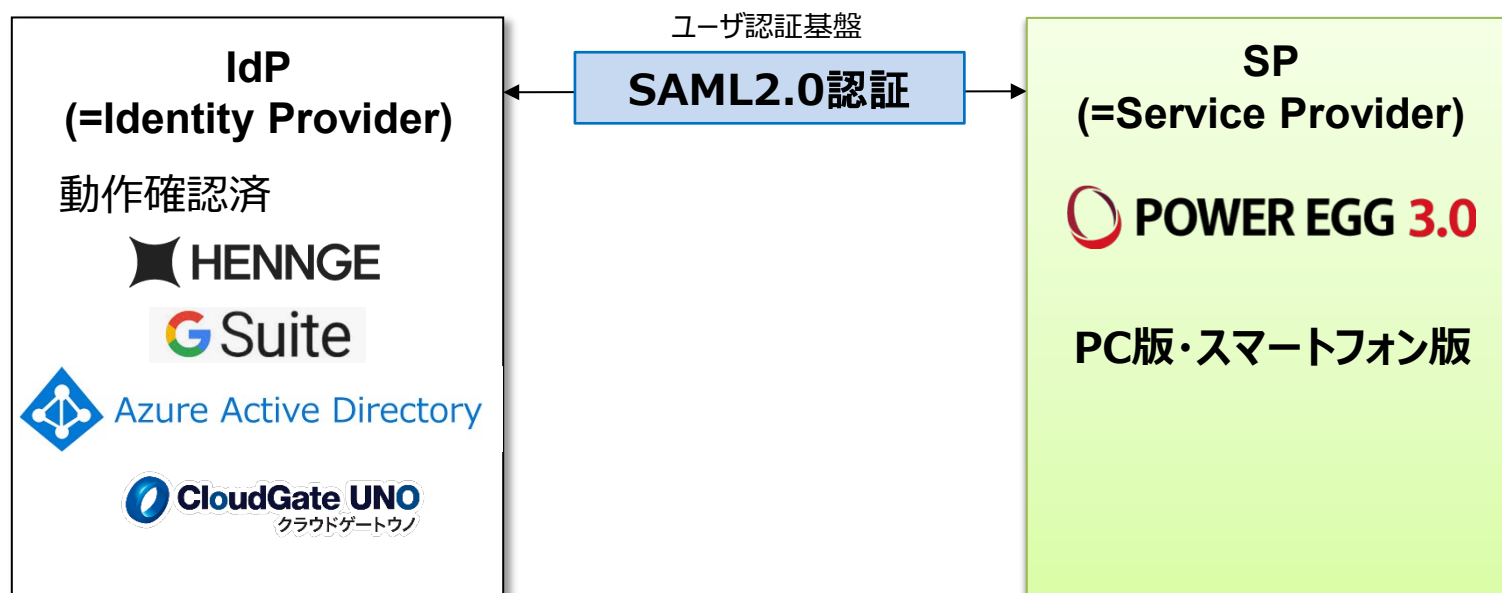 ユーザ認証基盤
IdP
(=Identity Provider)
動作確認済
HENNGE
G Suite
Azure Active Directory
CloudGate UNO
クラウドゲートウノ
SAML2.0認証
SP
(=Service Provider)
POWER EGG 3.0
PC版・スマートフォン版